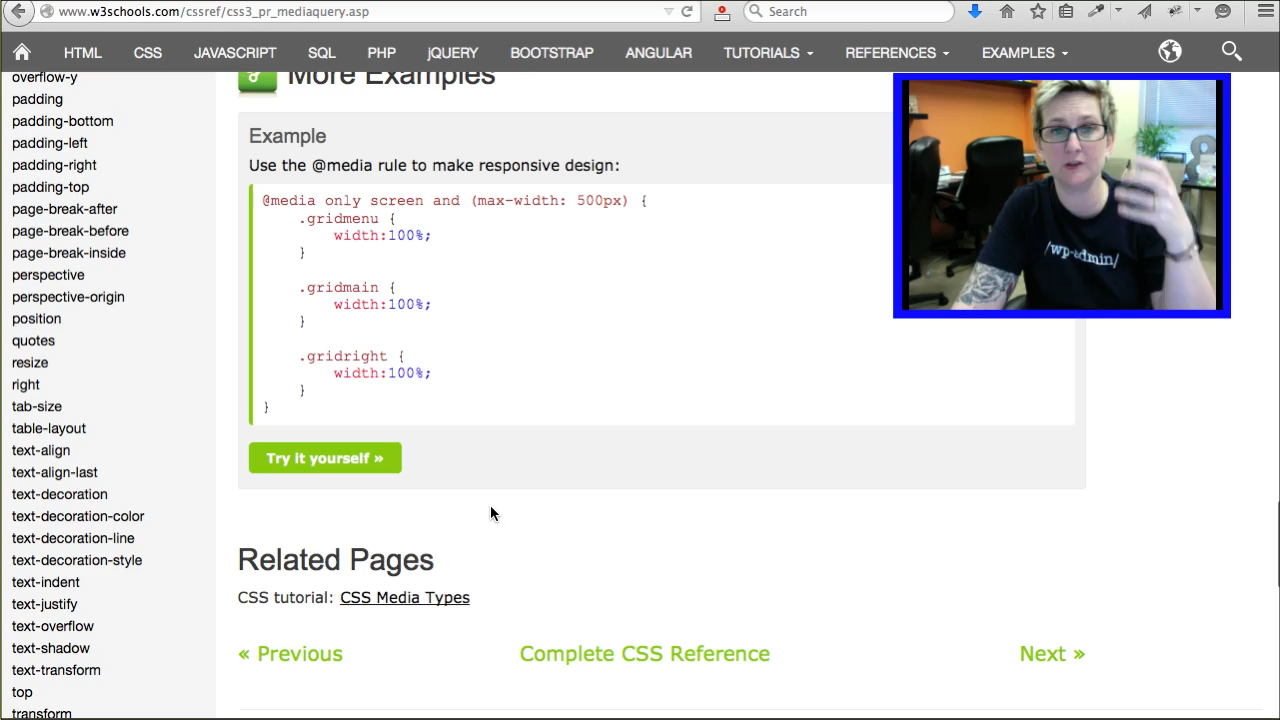 www.w3schools.com/cssref/css3_pr_mediaquery.asp
Search
HTML
CSS
JAVASCRIPT
SQL
PHP
jQUERY
BOOTSTRAP
ANGULAR
TUTORIALS
REFERENCES
EXAMPLES
overflow-y
padding
padding-bottom
padding-left
padding-right
padding-top
page-break-after
page-break-before
page-break-inside
perspective
perspective-origin
position
quotes
resize
right
tab-size
table-layout
text-align
text-align-last
text-decoration
text-decoration-color
text-decoration-line
text-decoration-style
text-indent
text-justify
text-overflow
text-shadow
text-transform
top
transform
More Examples
Example
Use the @media rule to make responsive design:
@media only screen and (max-width: 500px) {
.gridmenu {
width:100%;
}
.gridmain {
width:100%;
}
.gridright {
width:100%;
}
}
Try it yourself »
Related Pages
CSS tutorial: CSS Media Types
« Previous
Complete CSS Reference
Next »
/wp-admin/